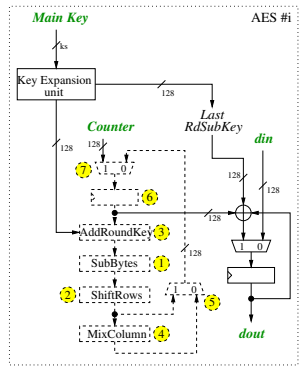 Main Key
AES #i
ks
Key Expansion
unit
128
Last
RdSubKey
Counter
din
128
128
128
7
1 0
6
128
128
AddRoundKey
3
1 0
128
SubBytes
1
2
ShiftRows
1 0
5
MixColumn
4
dout